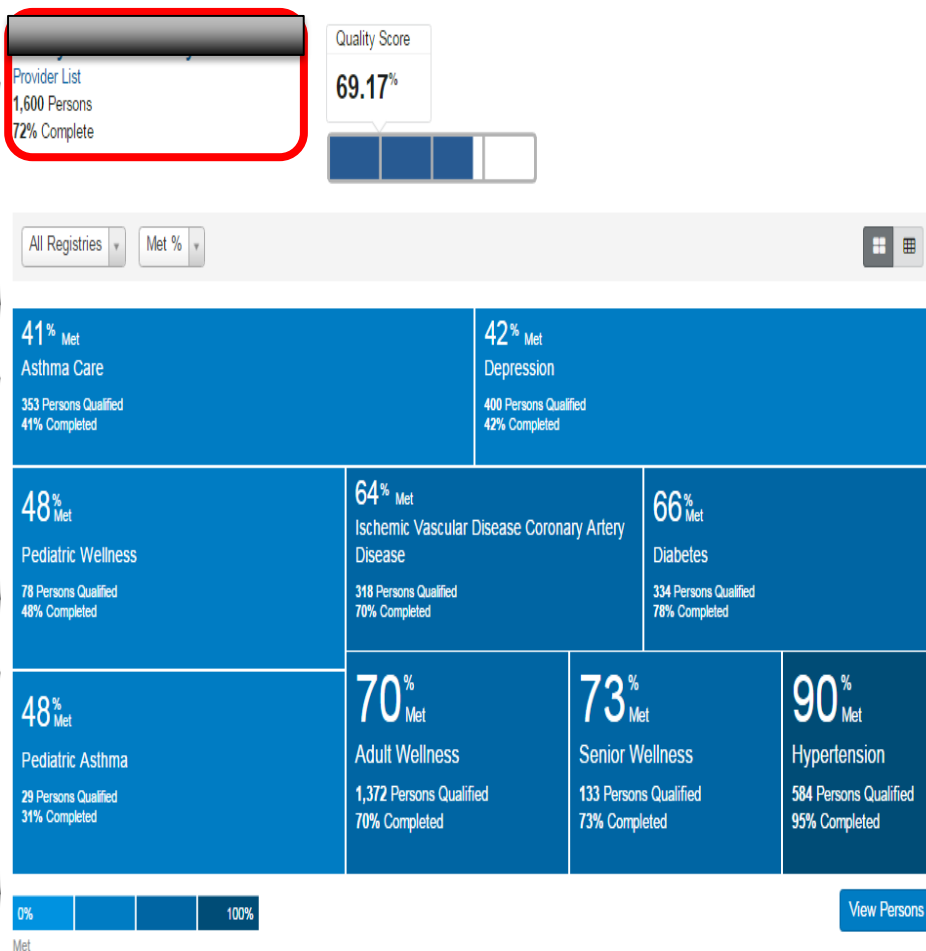 Provider List
1,600 Persons
72% Complete
Quality Score
69.17%
All Registries
Met %
41% Met
Asthma Care
353 Persons Qualified
41% Completed
42% Met
Depression
400 Persons Qualified
42% Completed
48% Met
Pediatric Wellness
78 Persons Qualified
48% Completed
64% Met
Ischemic Vascular Disease Coronary Artery
Disease
318 Persons Qualified
70% Completed
66% Met
Diabetes
334 Persons Qualified
78% Completed
48% Met
Pediatric Asthma
29 Persons Qualified
31% Completed
70% Met
Adult Wellness
1,372 Persons Qualified
70% Completed
73% Met
Senior Wellness
133 Persons Qualified
73% Completed
90% Met
Hypertension
584 Persons Qualified
95% Completed
0% 100%
Met
View Persons